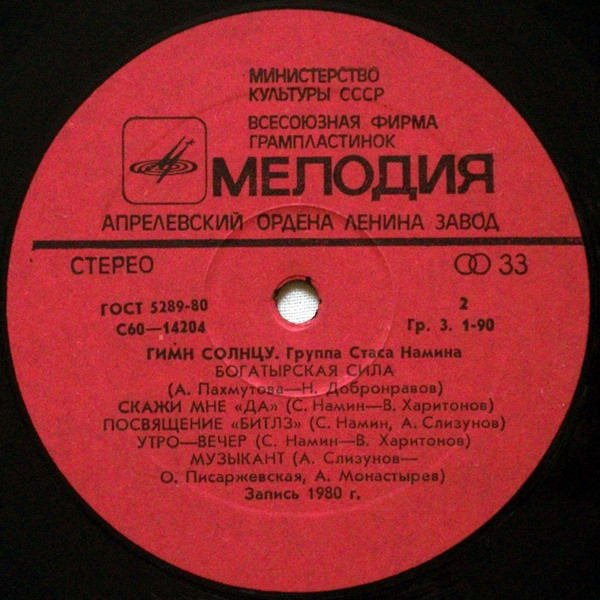 МИНИСТЕРСТВО
КУЛЬТУРЫ СССР
ВСЕСОЮЗНАЯ ФИРМА
ГРАМПЛАСТИНОК
МЕЛОДИЯ
АПРЕЛЕВСКИЙ ОРДЕНА ЛЕНИНА ЗАВОД
СТЕРЕО 33
ГОСТ 5289-80 2
С60—14204 Гр. 3. 1-90
ГИМН СОЛНЦУ. Группа Стаса Намина
БОГАТЫРСКАЯ СИЛА
(А. Пахмутова—Н. Добронравов)
СКАЖИ МНЕ «ДА» (С. Намин—В. Харитонов)
ПОСВЯЩЕНИЕ «БИТЛЗ» (С. Намин, А. Слизунов)
УТРО—ВЕЧЕР (С. Намин—В. Харитонов)
МУЗЫКАНТ (А. Слизунов—
О. Писаржевская, А. Монастырев)
Запись 1980 г.